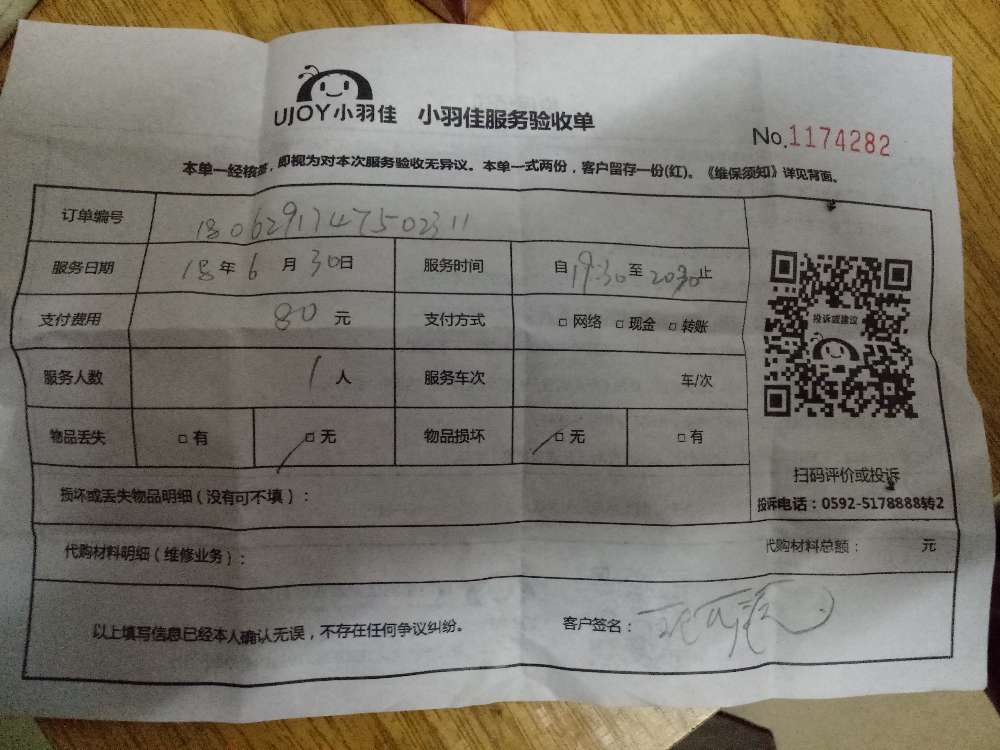 UJOY小羽佳 小羽佳服务验收单
No.1174282
本单一经核签，即视为对本次服务验收无异议。本单一式两份，客户留存一份(红)。《维保须知》详见背面。
订单编号 1806291747502311
服务日期 18年6月30日 服务时间 自19:30至2030止
支付费用 80元 支付方式 □网络 □现金 □转账
投诉或建议
服务人数 1人 服务车次 车/次
物品丢失 □有 □无 物品损坏 □无 □有
扫码评价或投诉
损坏或丢失物品明细（没有可不填）：
投诉电话：0592-5178888转2
代购材料明细（维修业务）： 代购材料总额： 元
以上填写信息已经本人确认无误，不存在任何争议纠纷。 客户签名：